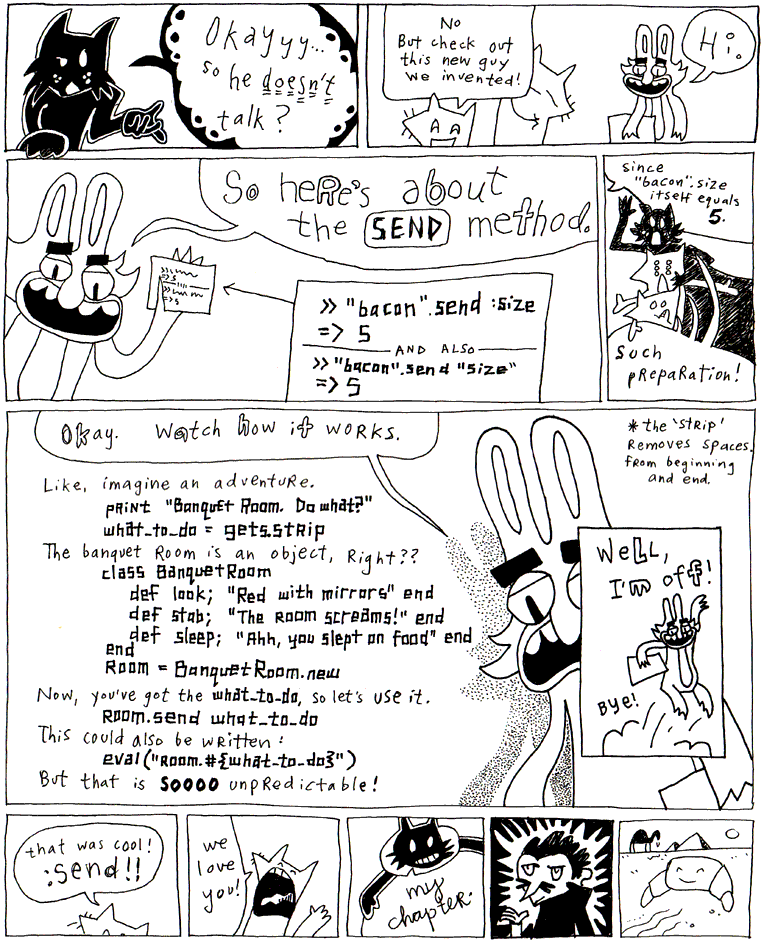 Okayyy...
so he doesn't
talk?
No
But check out
this new guy
we invented!
Hi.
So heRe's about
the SEND method.
>> "bacon".send :size
=> 5
AND ALSO
>> "bacon".send "size"
=> 5
since
"bacon".size
itself equals
5.
Such
pRepaRation!
Okay. Watch how it woRks.
Like, imagine an adventuRe.
pRint "Banquet Room. Do what?"
what_to_do = gets.stRip
The banquet Room is an object, Right??
class BanquetRoom
def look; "Red with mirrors" end
def stab; "The Room scReams!" end
def sleep; "Ahh, you slept on food" end
end
Room = BanquetRoom.new
Now, you've got the what_to_do, so let's use it.
Room.send what_to_do
This could also be wRitten:
eval("Room.#{what_to_do}")
But that is SOOOO unpRedictable!
* the 'stRip'
Removes spaces
from beginning
and end.
WeLL,
I'm off!
Bye!
that was cool!
:send!!
we
love
you!
my
chapteR.